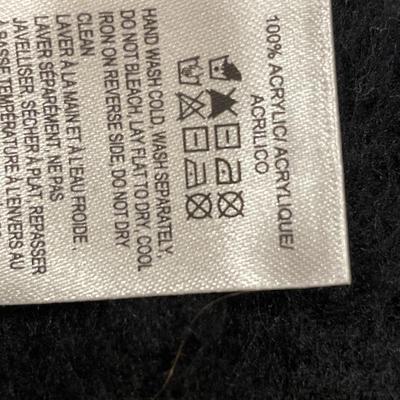 100% ACRYLIC/ ACRYLIQUE/
ACRILICO
HAND WASH COLD, WASH SEPARATELY,
DO NOT BLEACH, LAY FLAT TO DRY, COOL
IRON ON REVERSE SIDE, DO NOT DRY
CLEAN
LAVER À LA MAIN ET À L'EAU FROIDE.
LAVER SÉPARÉMENT. NE PAS
JAVELLISER. SÉCHER À PLAT. REPASSER
À BASSE TEMPÉRATURE À L'ENVERS AU